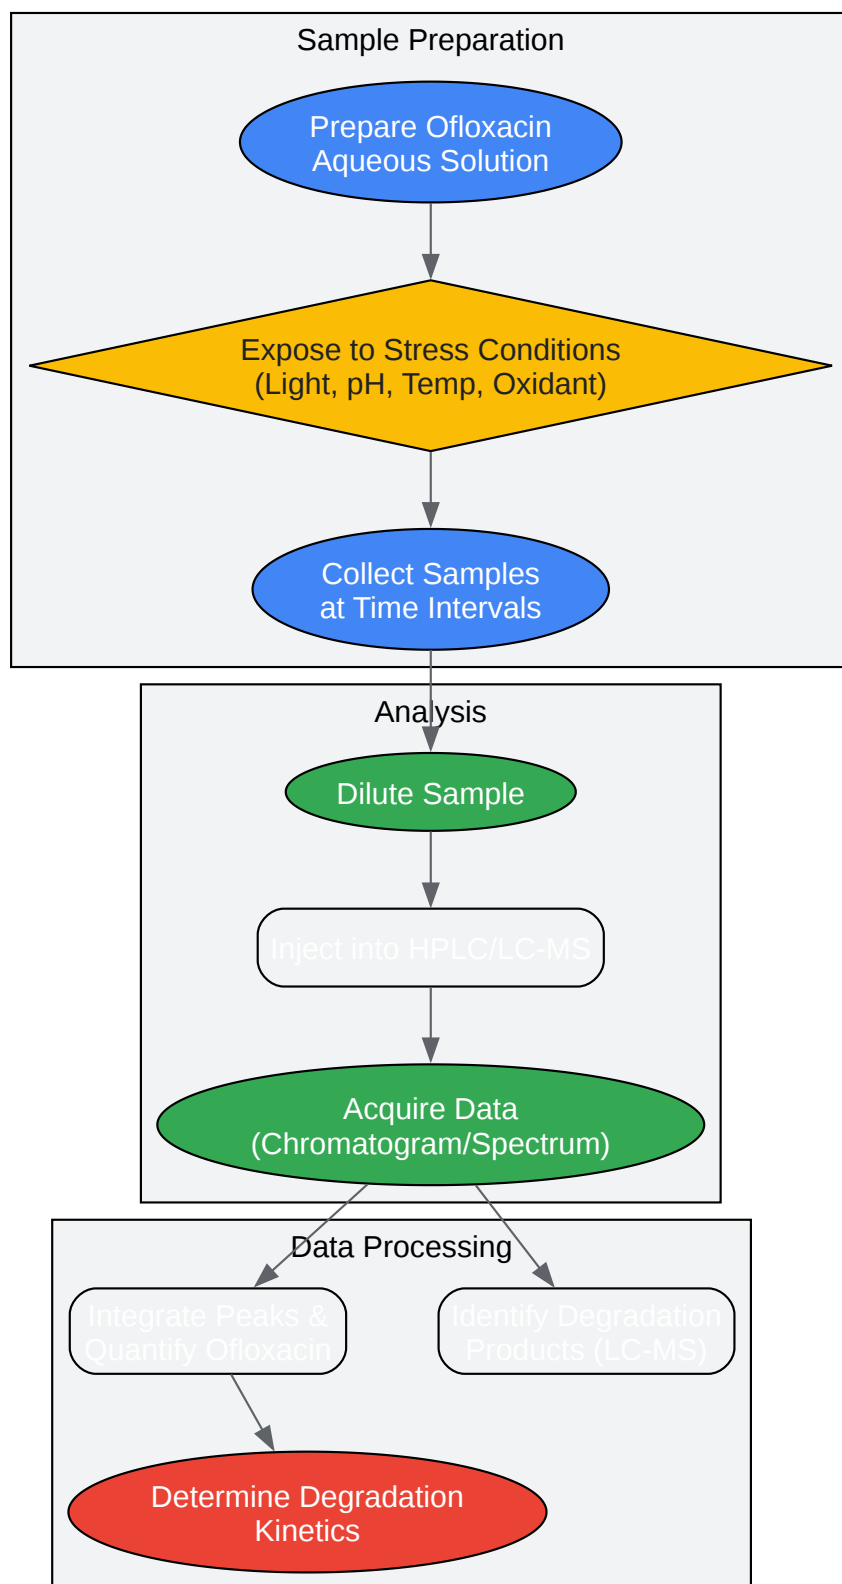 Sample Preparation
Prepare Ofloxacin
Aqueous Solution
Expose to Stress Conditions
(Light, pH, Temp, Oxidant)
Collect Samples
at Time Intervals
Analysis
Dilute Sample
Inject into HPLC/LC-MS
Acquire Data
(Chromatogram/Spectrum)
Data Processing
Integrate Peaks &
Quantify Ofloxacin
Identify Degradation
Products (LC-MS)
Determine Degradation
Kinetics